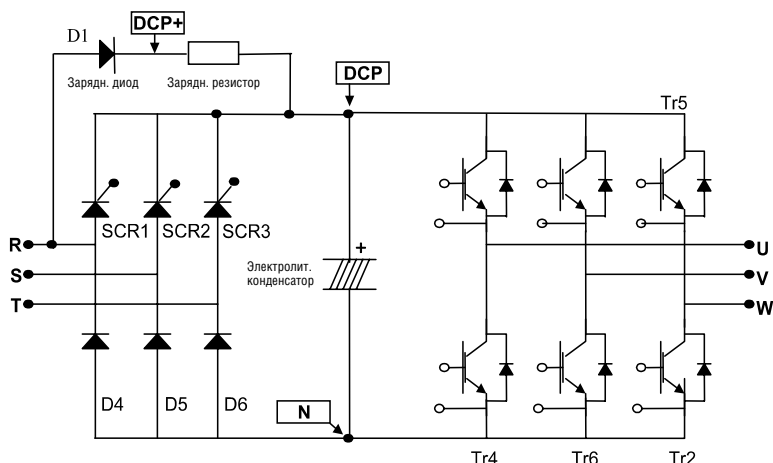 D1
DCP+
Зарядн. диод
Зарядн. резистор
DCP
Tr5
SCR1
SCR2
SCR3
R
S
T
+
Электролит.
конденсатор
U
V
W
D4
D5
D6
N
Tr4
Tr6
Tr2